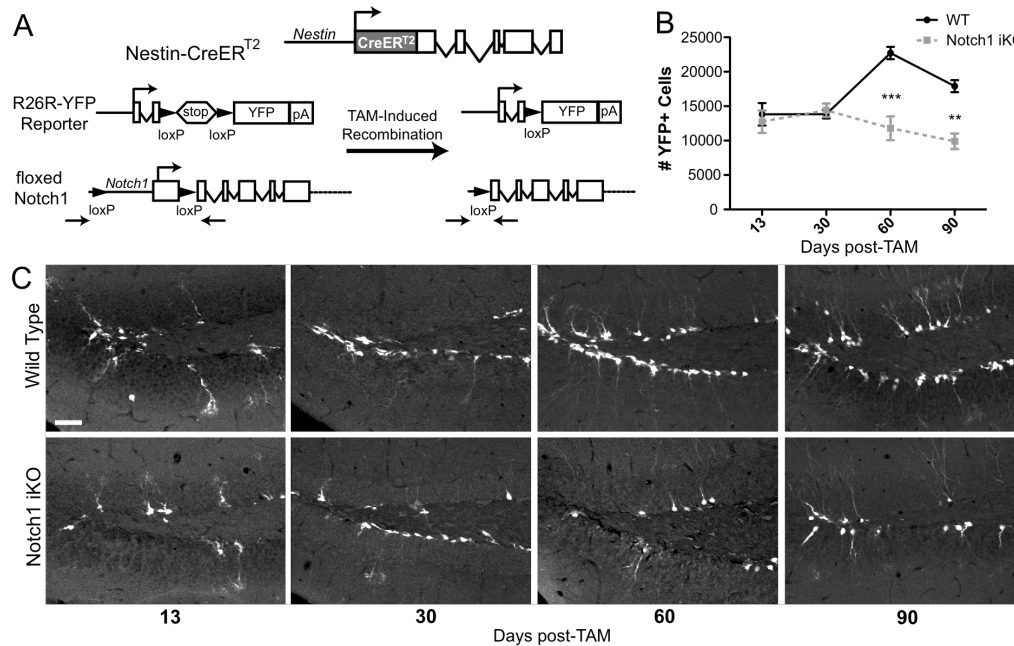 A
Nestin-CreER^T2
Nestin
CreER^T2
R26R-YFP
Reporter
stop
YFP
pA
loxP
loxP
TAM-Induced
Recombination
YFP
pA
loxP
floxed
Notch1
Notch1
loxP
loxP
loxP
B
WT
Notch1 iKO
# YFP+ Cells
25000
20000
15000
10000
5000
0
***
**
13
30
60
90
Days post-TAM
C
Wild Type
Notch1 iKO
13
30
60
90
Days post-TAM